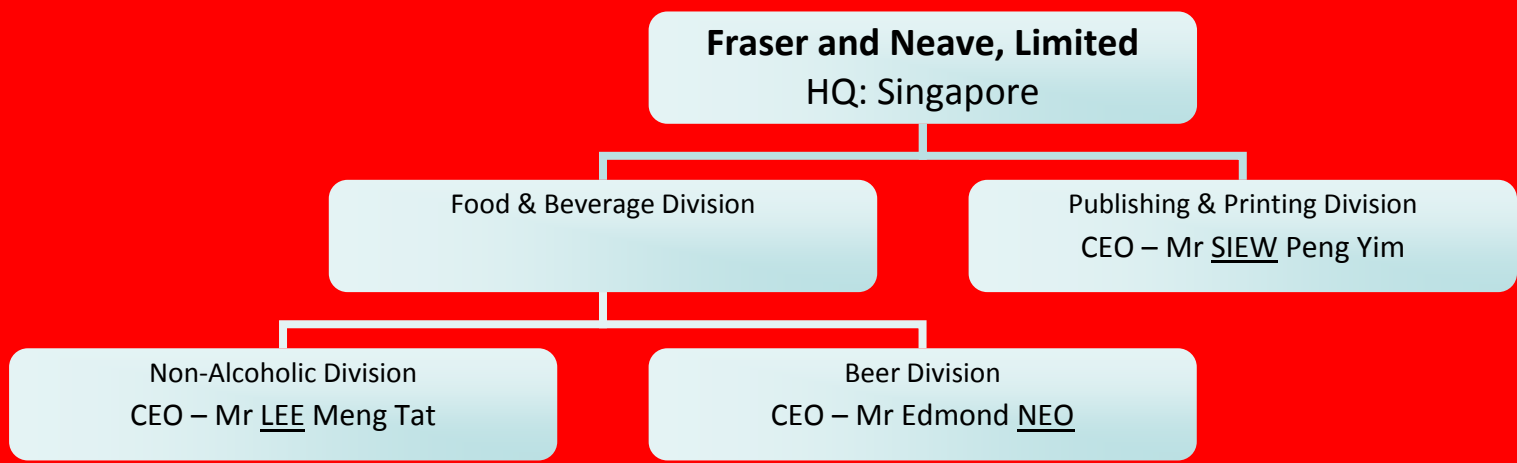 Fraser and Neave, Limited
HQ: Singapore
Food & Beverage Division
Publishing & Printing Division
CEO – Mr SIEW Peng Yim
Non-Alcoholic Division
CEO – Mr LEE Meng Tat
Beer Division
CEO – Mr Edmond NEO